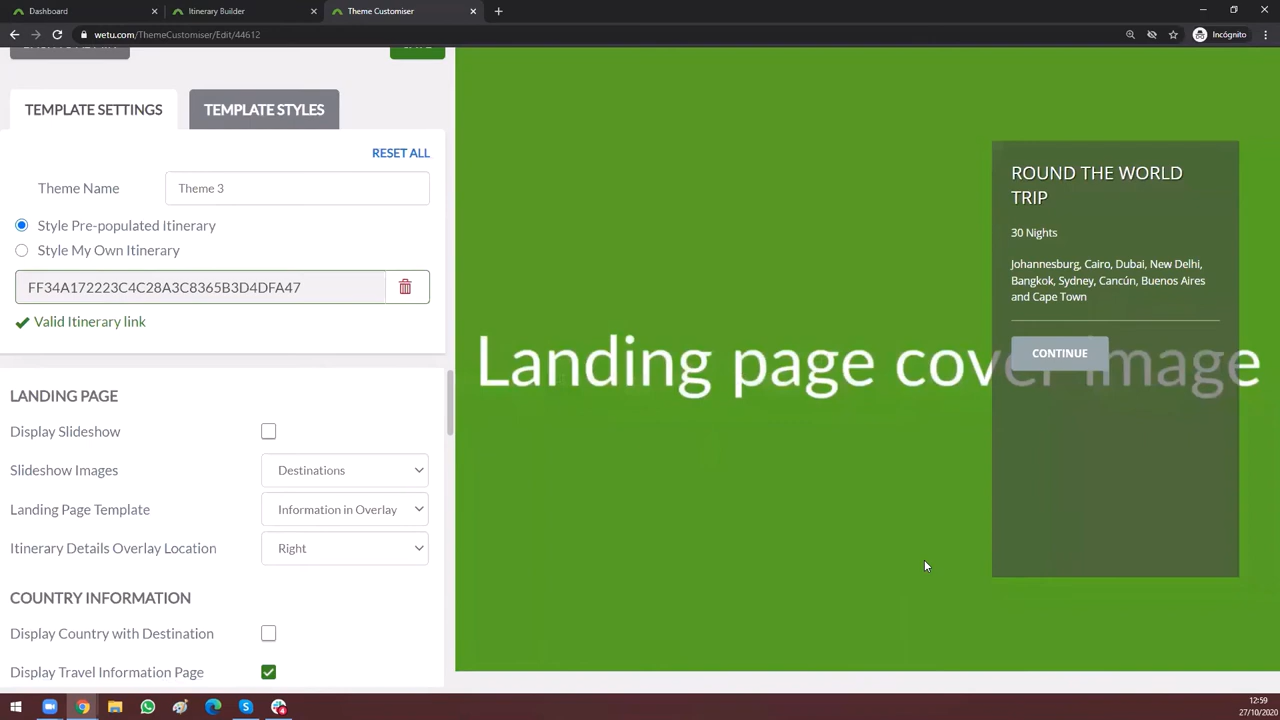 Dashboard
Itinerary Builder
Theme Customiser
wetu.com/ThemeCustomiser/Edit/44612
Incógnito
TEMPLATE SETTINGS
TEMPLATE STYLES
RESET ALL
Theme Name
Theme 3
Style Pre-populated Itinerary
Style My Own Itinerary
FF34A172223C4C28A3C8365B3D4DFA47
Valid Itinerary link
LANDING PAGE
Display Slideshow
Slideshow Images
Destinations
Landing Page Template
Information in Overlay
Itinerary Details Overlay Location
Right
COUNTRY INFORMATION
Display Country with Destination
Display Travel Information Page
ROUND THE WORLD
TRIP
30 Nights
Johannesburg, Cairo, Dubai, New Delhi,
Bangkok, Sydney, Cancún, Buenos Aires
and Cape Town
CONTINUE
Landing page cover image
12:59
27/10/2020